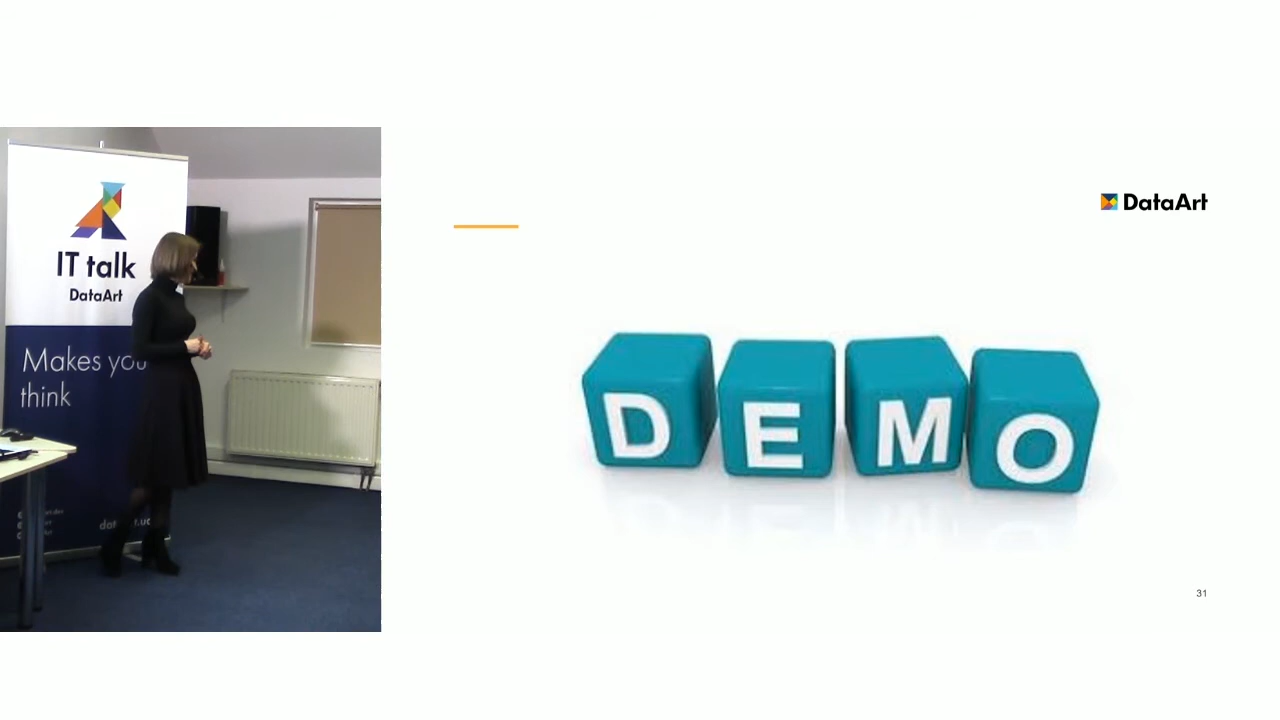 IT talk
DataArt
Makes you
think
DataArt
DEMO
31